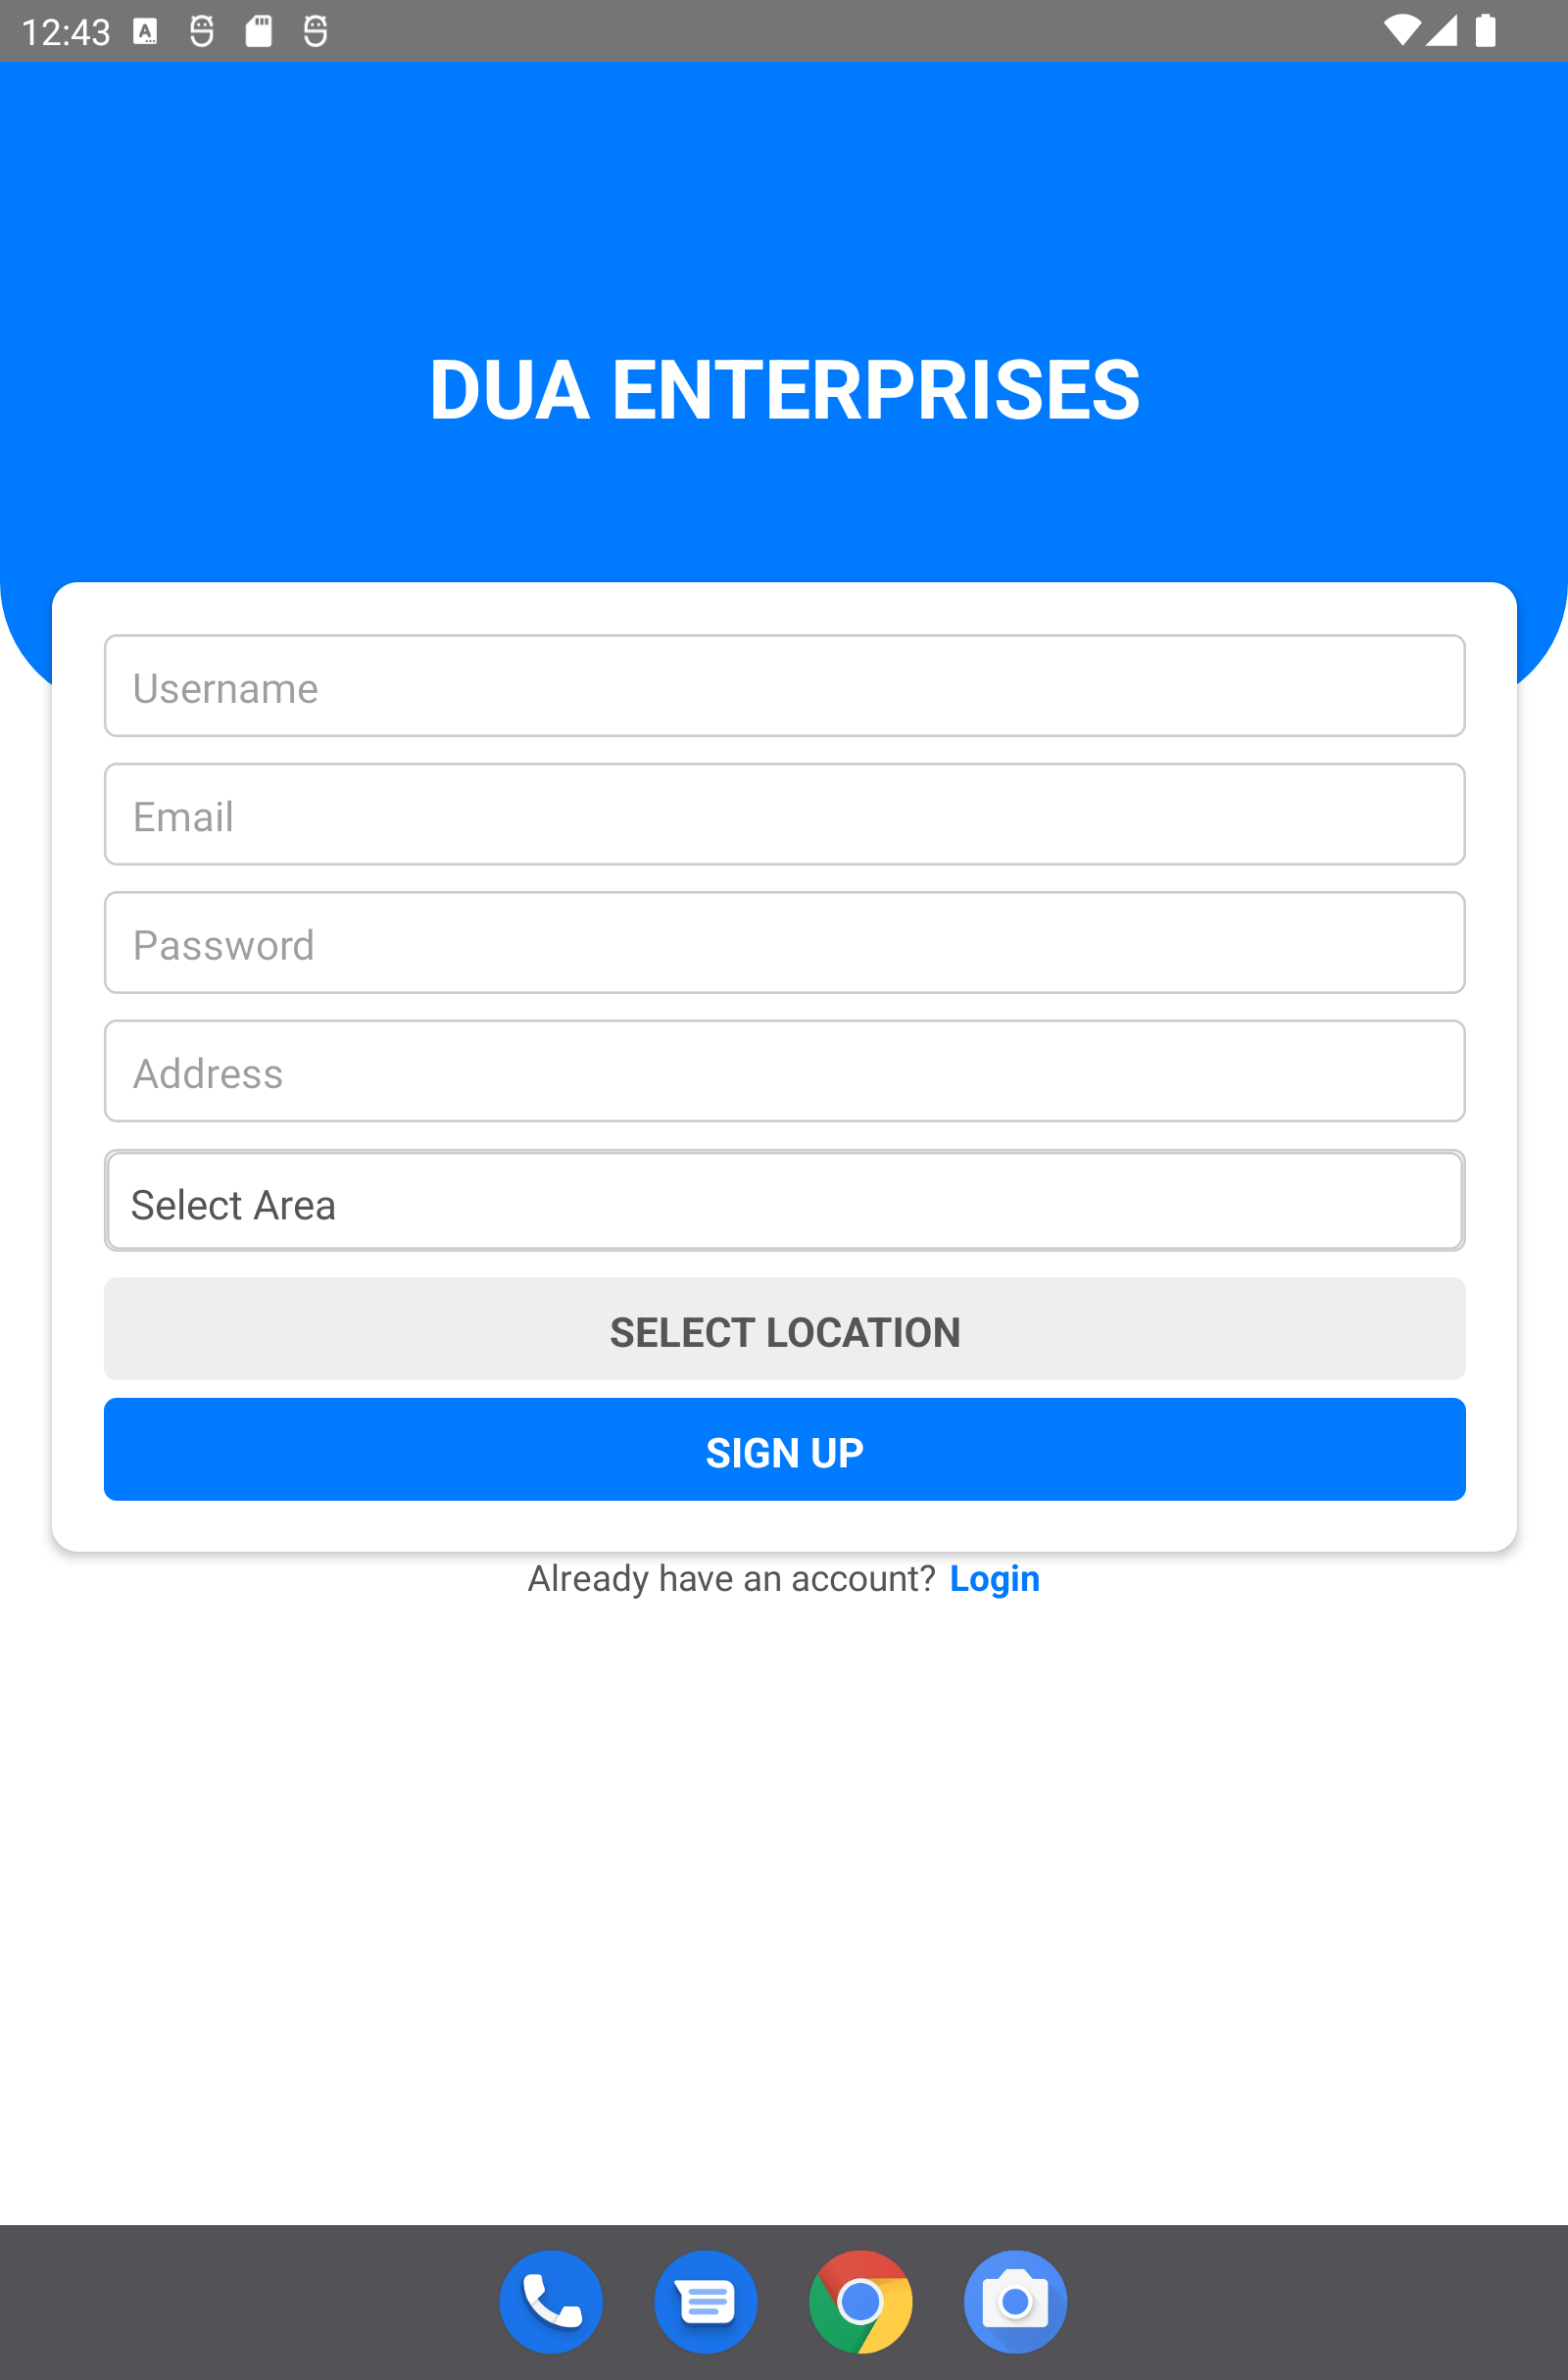 12:43
DUA ENTERPRISES
Username
Email
Password
Address
Select Area
SELECT LOCATION
SIGN UP
Already have an account? Login